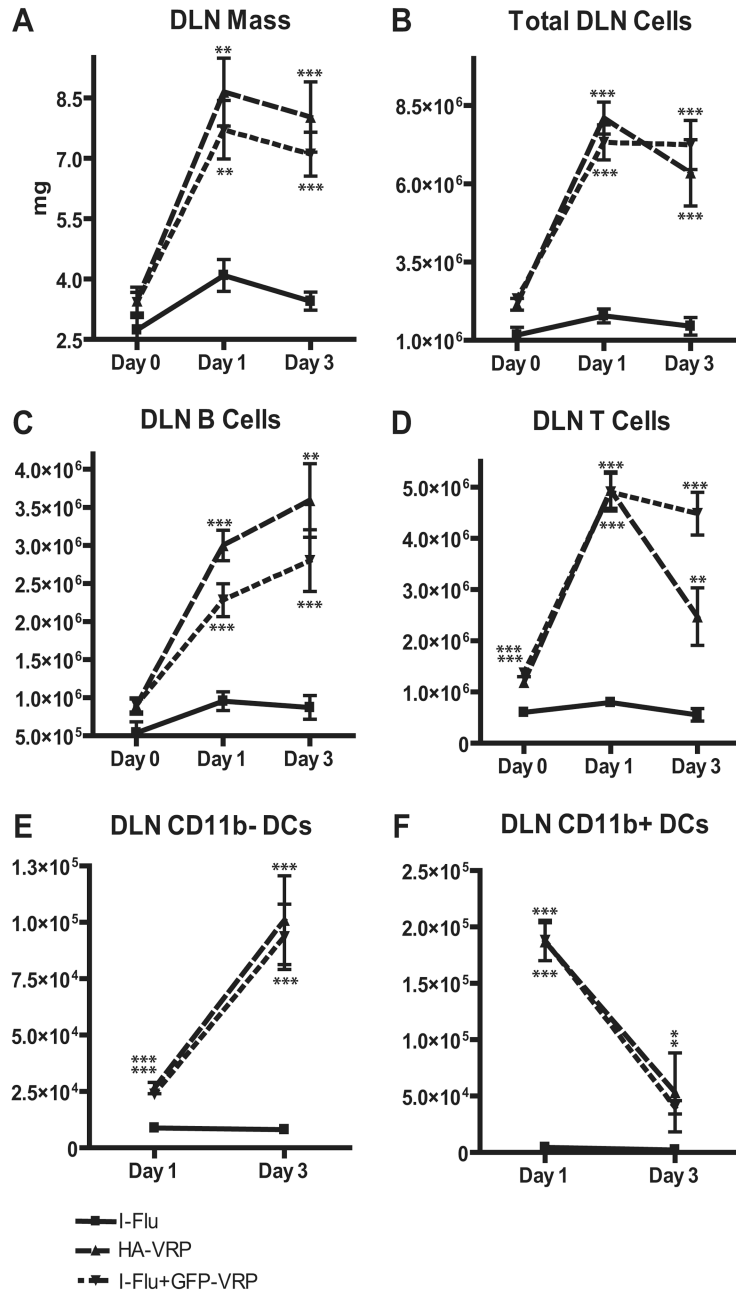 A
DLN Mass
mg
8.5
7.0
5.5
4.0
2.5
**
***
**
***
Day 0 Day 1 Day 3
B
Total DLN Cells
8.5×10⁶
6.0×10⁶
3.5×10⁶
1.0×10⁶
***
***
***
***
Day 0 Day 1 Day 3
C
DLN B Cells
4.0×10⁶
3.5×10⁶
3.0×10⁶
2.5×10⁶
2.0×10⁶
1.5×10⁶
1.0×10⁶
5.0×10⁵
**
***
***
***
Day 0 Day 1 Day 3
D
DLN T Cells
5.0×10⁶
4.0×10⁶
3.0×10⁶
2.0×10⁶
1.0×10⁶
0
***
***
***
**
***
***
Day 0 Day 1 Day 3
E
DLN CD11b- DCs
1.3×10⁵
1.0×10⁵
7.5×10⁴
5.0×10⁴
2.5×10⁴
0
***
***
***
***
Day 1 Day 3
F
DLN CD11b+ DCs
2.5×10⁵
2.0×10⁵
1.5×10⁵
1.0×10⁵
5.0×10⁴
0
***
***
*
*
Day 1 Day 3
I-Flu
HA-VRP
I-Flu+GFP-VRP